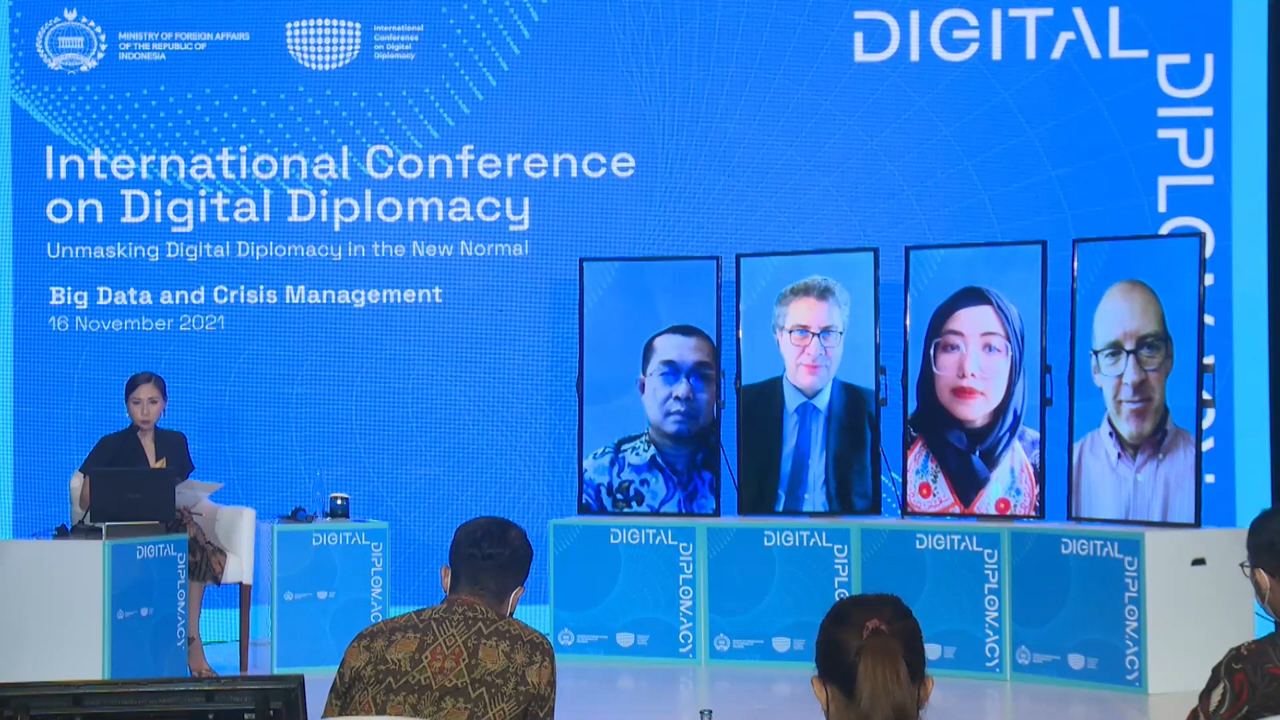 MINISTRY OF FOREIGN AFFAIRS
OF THE REPUBLIC OF
INDONESIA
International
Conference
on Digital
Diplomacy
DIGITAL
DIPLOMACY
International Conference
on Digital Diplomacy
Unmasking Digital Diplomacy in the New Normal
Big Data and Crisis Management
16 November 2021
DIGITAL
DIPLOMACY
DIGITAL
DIPLOMACY
DIGITAL
DIPLOMACY
DIGITAL
DIGITAL
DIPLOMACY
DIGITAL
DIPLOMACY